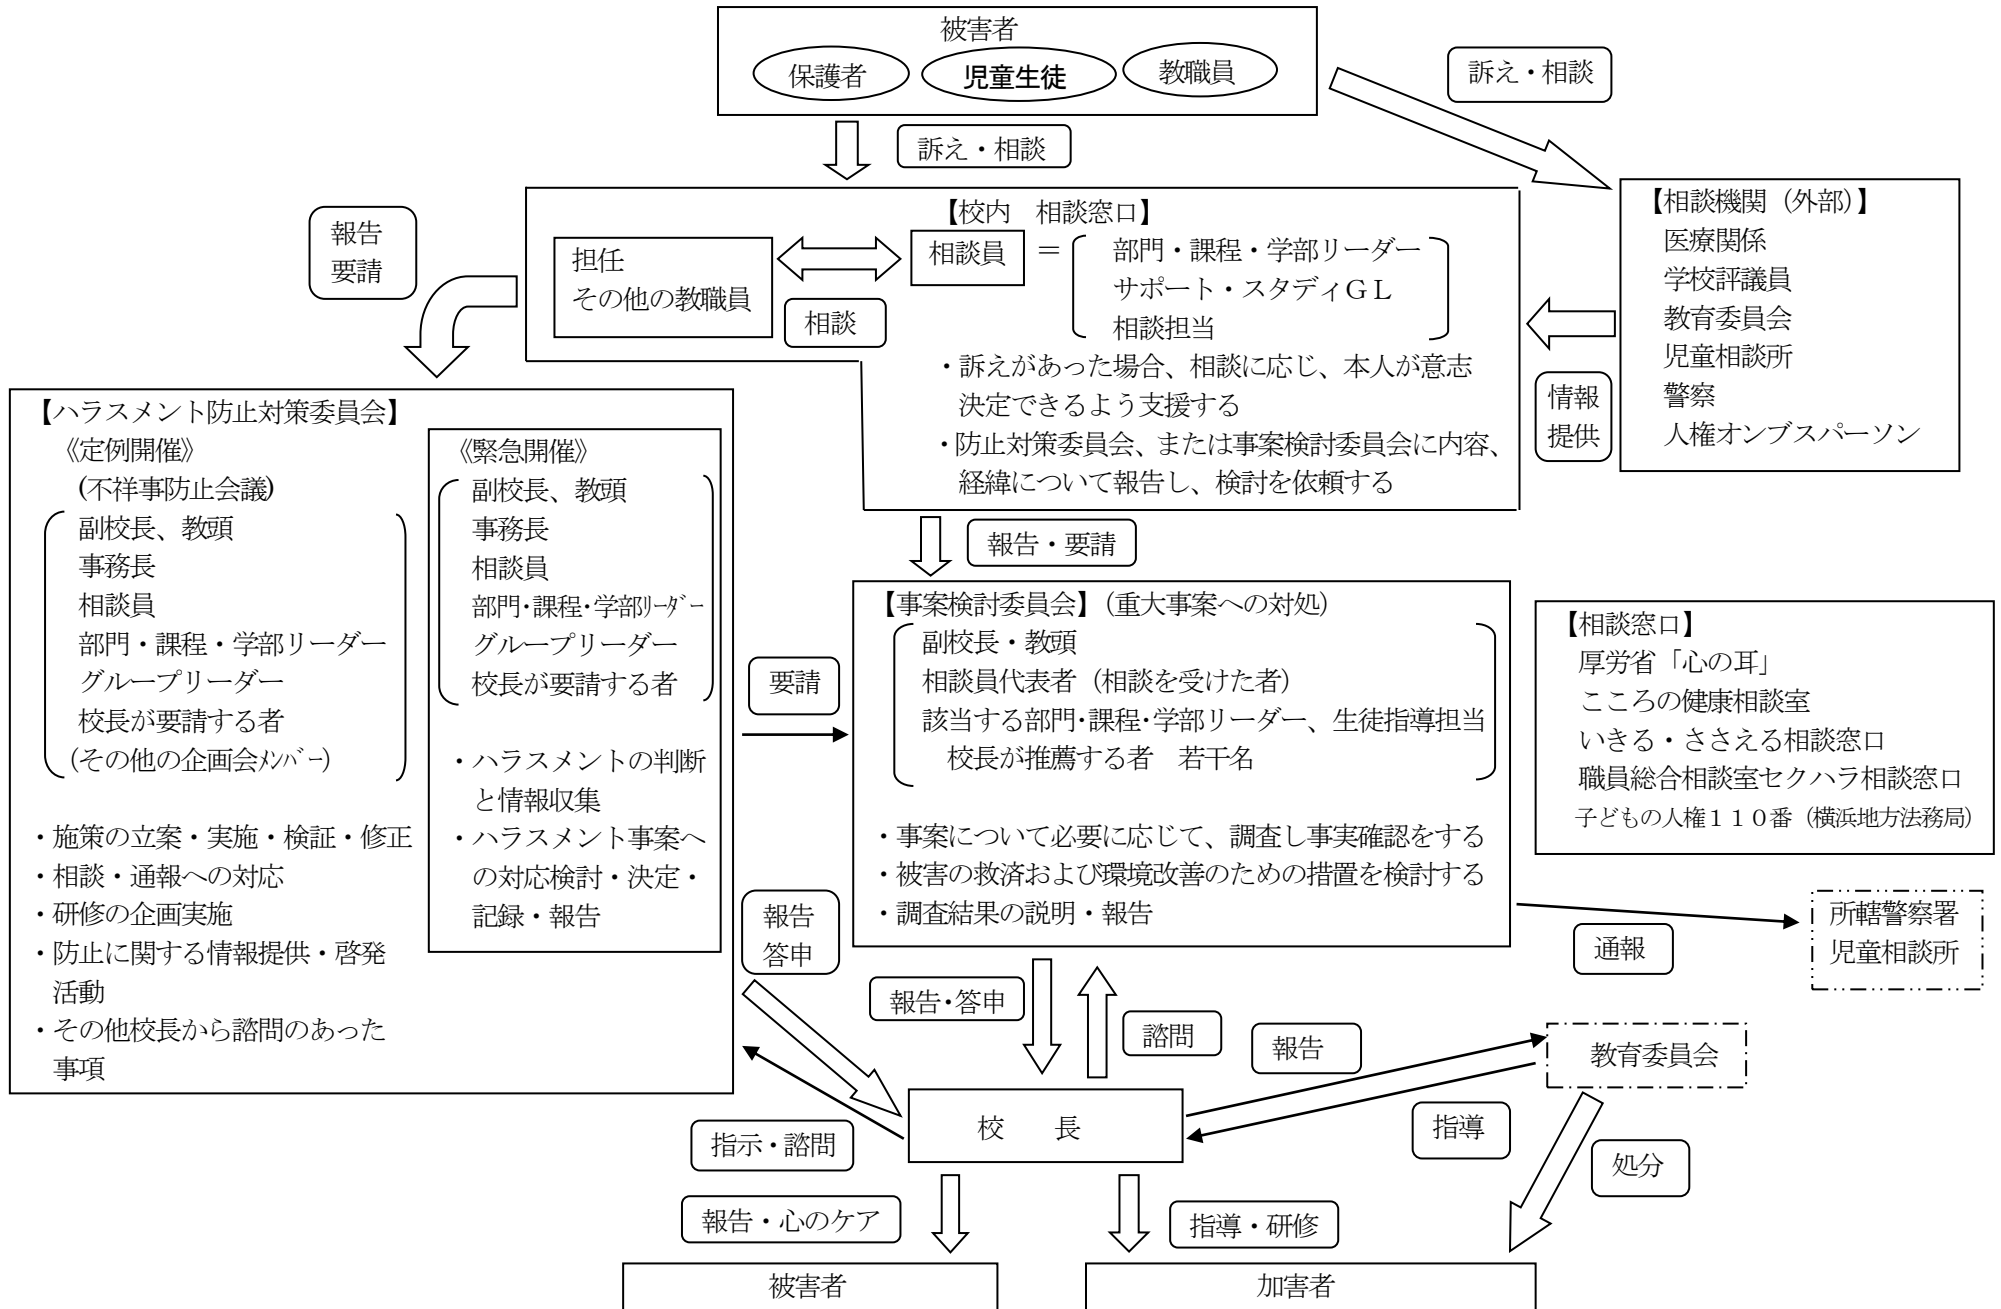 被害者
保護者
児童生徒
教職員
訴え・相談
訴え・相談
報告
要請
【校内　相談窓口】
担任
その他の教職員
相談
相談員
＝
部門・課程・学部リーダー
サポート・スタディＧＬ
相談担当
・訴えがあった場合、相談に応じ、本人が意志
決定できるよう支援する
・防止対策委員会、または事案検討委員会に内容、
経緯について報告し、検討を依頼する
【相談機関（外部）】
医療関係
学校評議員
教育委員会
児童相談所
警察
人権オンブスパーソン
情報
提供
【ハラスメント防止対策委員会】
《定例開催》
(不祥事防止会議)
副校長、教頭
事務長
相談員
部門・課程・学部リーダー
グループリーダー
校長が要請する者
（その他の企画会ﾒﾝﾊﾞｰ）
・施策の立案・実施・検証・修正
・相談・通報への対応
・研修の企画実施
・防止に関する情報提供・啓発
活動
・その他校長から諮問のあった
事項
《緊急開催》
副校長、教頭
事務長
相談員
部門・課程・学部ﾘｰﾀﾞｰ
グループリーダー
校長が要請する者
・ハラスメントの判断
と情報収集
・ハラスメント事案へ
の対応検討・決定・
記録・報告
報告・要請
要請
【事案検討委員会】（重大事案への対処）
副校長・教頭
相談員代表者（相談を受けた者）
該当する部門・課程・学部リーダー、生徒指導担当
校長が推薦する者　若干名
・事案について必要に応じて、調査し事実確認をする
・被害の救済および環境改善のための措置を検討する
・調査結果の説明・報告
【相談窓口】
厚労省「心の耳」
こころの健康相談室
いきる・ささえる相談窓口
職員総合相談室セクハラ相談窓口
子どもの人権１１０番（横浜地方法務局）
報告
答申
報告・答申
諮問
通報
所轄警察署
児童相談所
報告
教育委員会
指導
処分
校　　長
指示・諮問
報告・心のケア
指導・研修
被害者
加害者